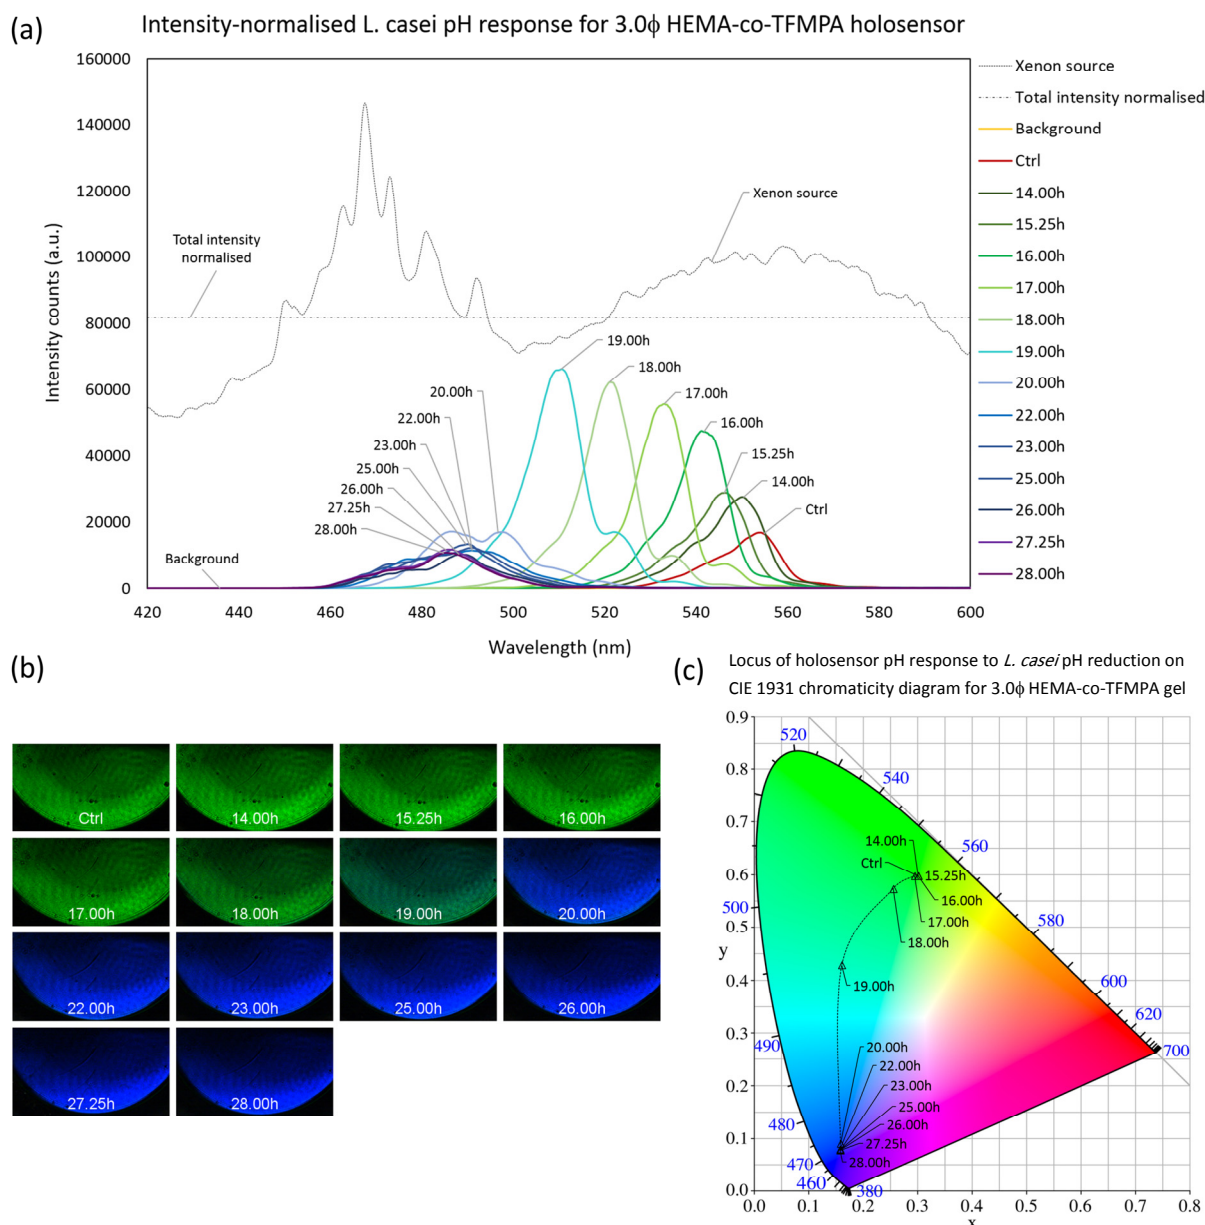 (a)
Intensity-normalised L. casei pH response for 3.0ϕ HEMA-co-TFMPA holosensor
160000
140000
120000
100000
80000
60000
40000
20000
0
Intensity counts (a.u.)
420
440
460
480
500
520
540
560
580
600
Wavelength (nm)
Total intensity
normalised
Xenon source
Background
19.00h
18.00h
17.00h
16.00h
15.25h
14.00h
Ctrl
20.00h
22.00h
23.00h
25.00h
26.00h
27.25h
28.00h
Xenon source
Total intensity normalised
Background
Ctrl
14.00h
15.25h
16.00h
17.00h
18.00h
19.00h
20.00h
22.00h
23.00h
25.00h
26.00h
27.25h
28.00h
(b)
Ctrl
14.00h
15.25h
16.00h
17.00h
18.00h
19.00h
20.00h
22.00h
23.00h
25.00h
26.00h
27.25h
28.00h
(c)
Locus of holosensor pH response to L. casei pH reduction on
CIE 1931 chromaticity diagram for 3.0ϕ HEMA-co-TFMPA gel
0.9
0.8
0.7
0.6
0.5
y
0.4
0.3
0.2
0.1
0.0
0.0
0.1
0.2
0.3
0.4
0.5
0.6
0.7
0.8
x
520
540
560
580
600
620
700
500
490
480
470
460
380
14.00h
Ctrl
15.25h
16.00h
17.00h
18.00h
19.00h
20.00h
22.00h
23.00h
25.00h
26.00h
27.25h
28.00h